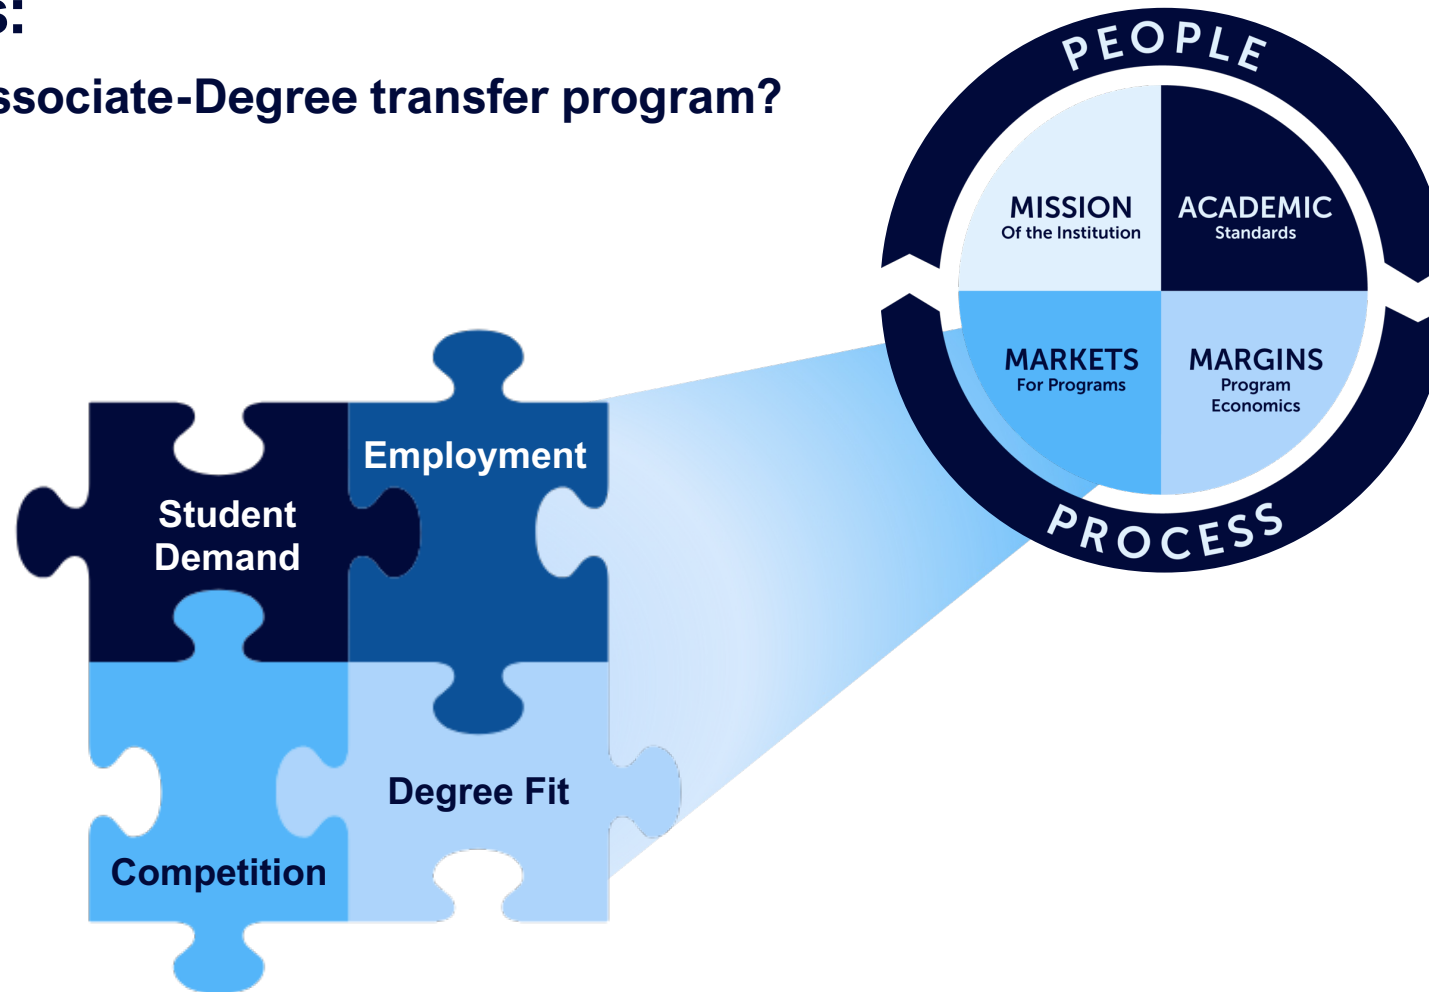 s:
ssociate-Degree transfer program?
PEOPLE
MISSION
Of the Institution
ACADEMIC
Standards
MARKETS
For Programs
MARGINS
Program
Economics
PROCESS
Employment
Student
Demand
Degree Fit
Competition